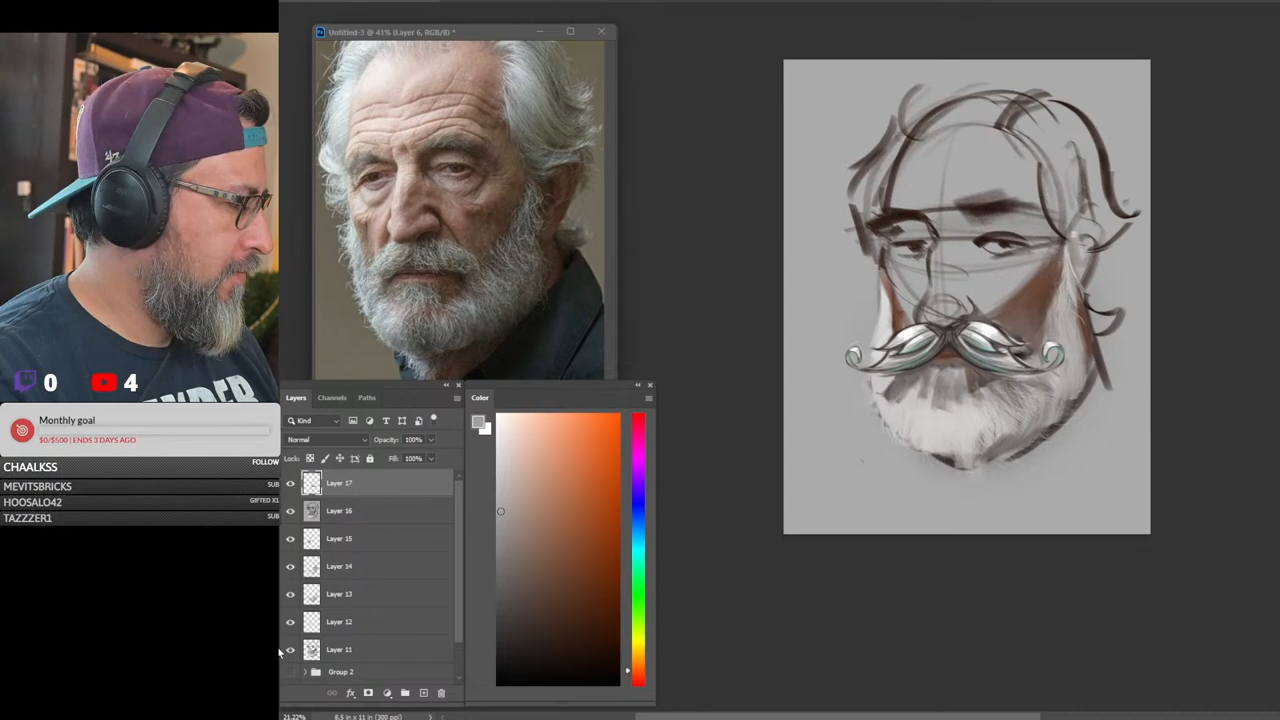 Untitled-3 @ 41% (Layer 6, RGB/8) *
0
4
Monthly goal
$0/$500 | ENDS 3 DAYS AGO
CHAALKSS FOLLOW
MEVITSBRICKS SUB
HOOSALO42 GIFTED X1
TAZZZER1 SUB
Layers Channels Paths
Kind
Normal Opacity: 100%
Lock: Fill: 100%
Layer 17
Layer 16
Layer 15
Layer 14
Layer 13
Layer 12
Layer 11
Group 2
Color
21.22% 8.5 in x 11 in (300 ppi)